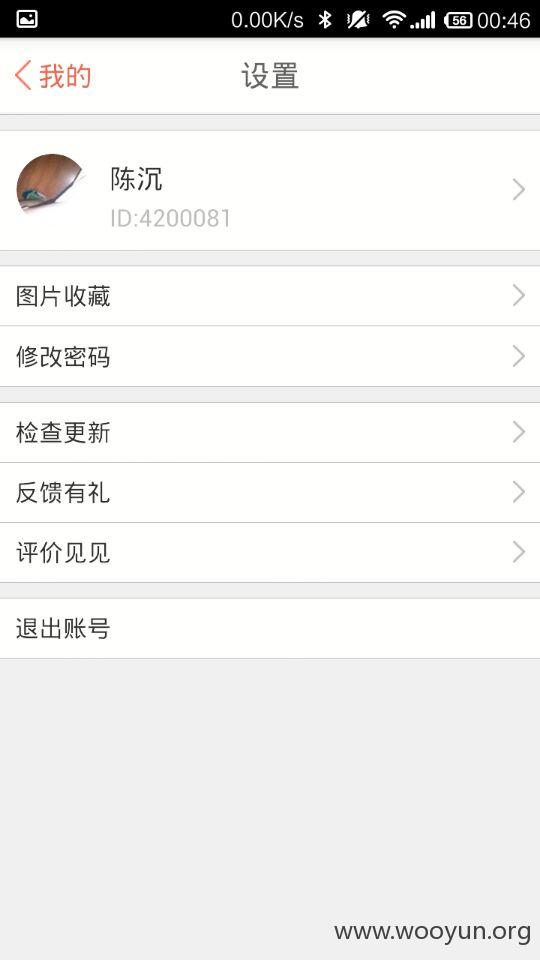 0.00K/s 56 00:46
我的 设置
陈沉
ID:4200081
图片收藏
修改密码
检查更新
反馈有礼
评价见见
退出账号
www.wooyun.org